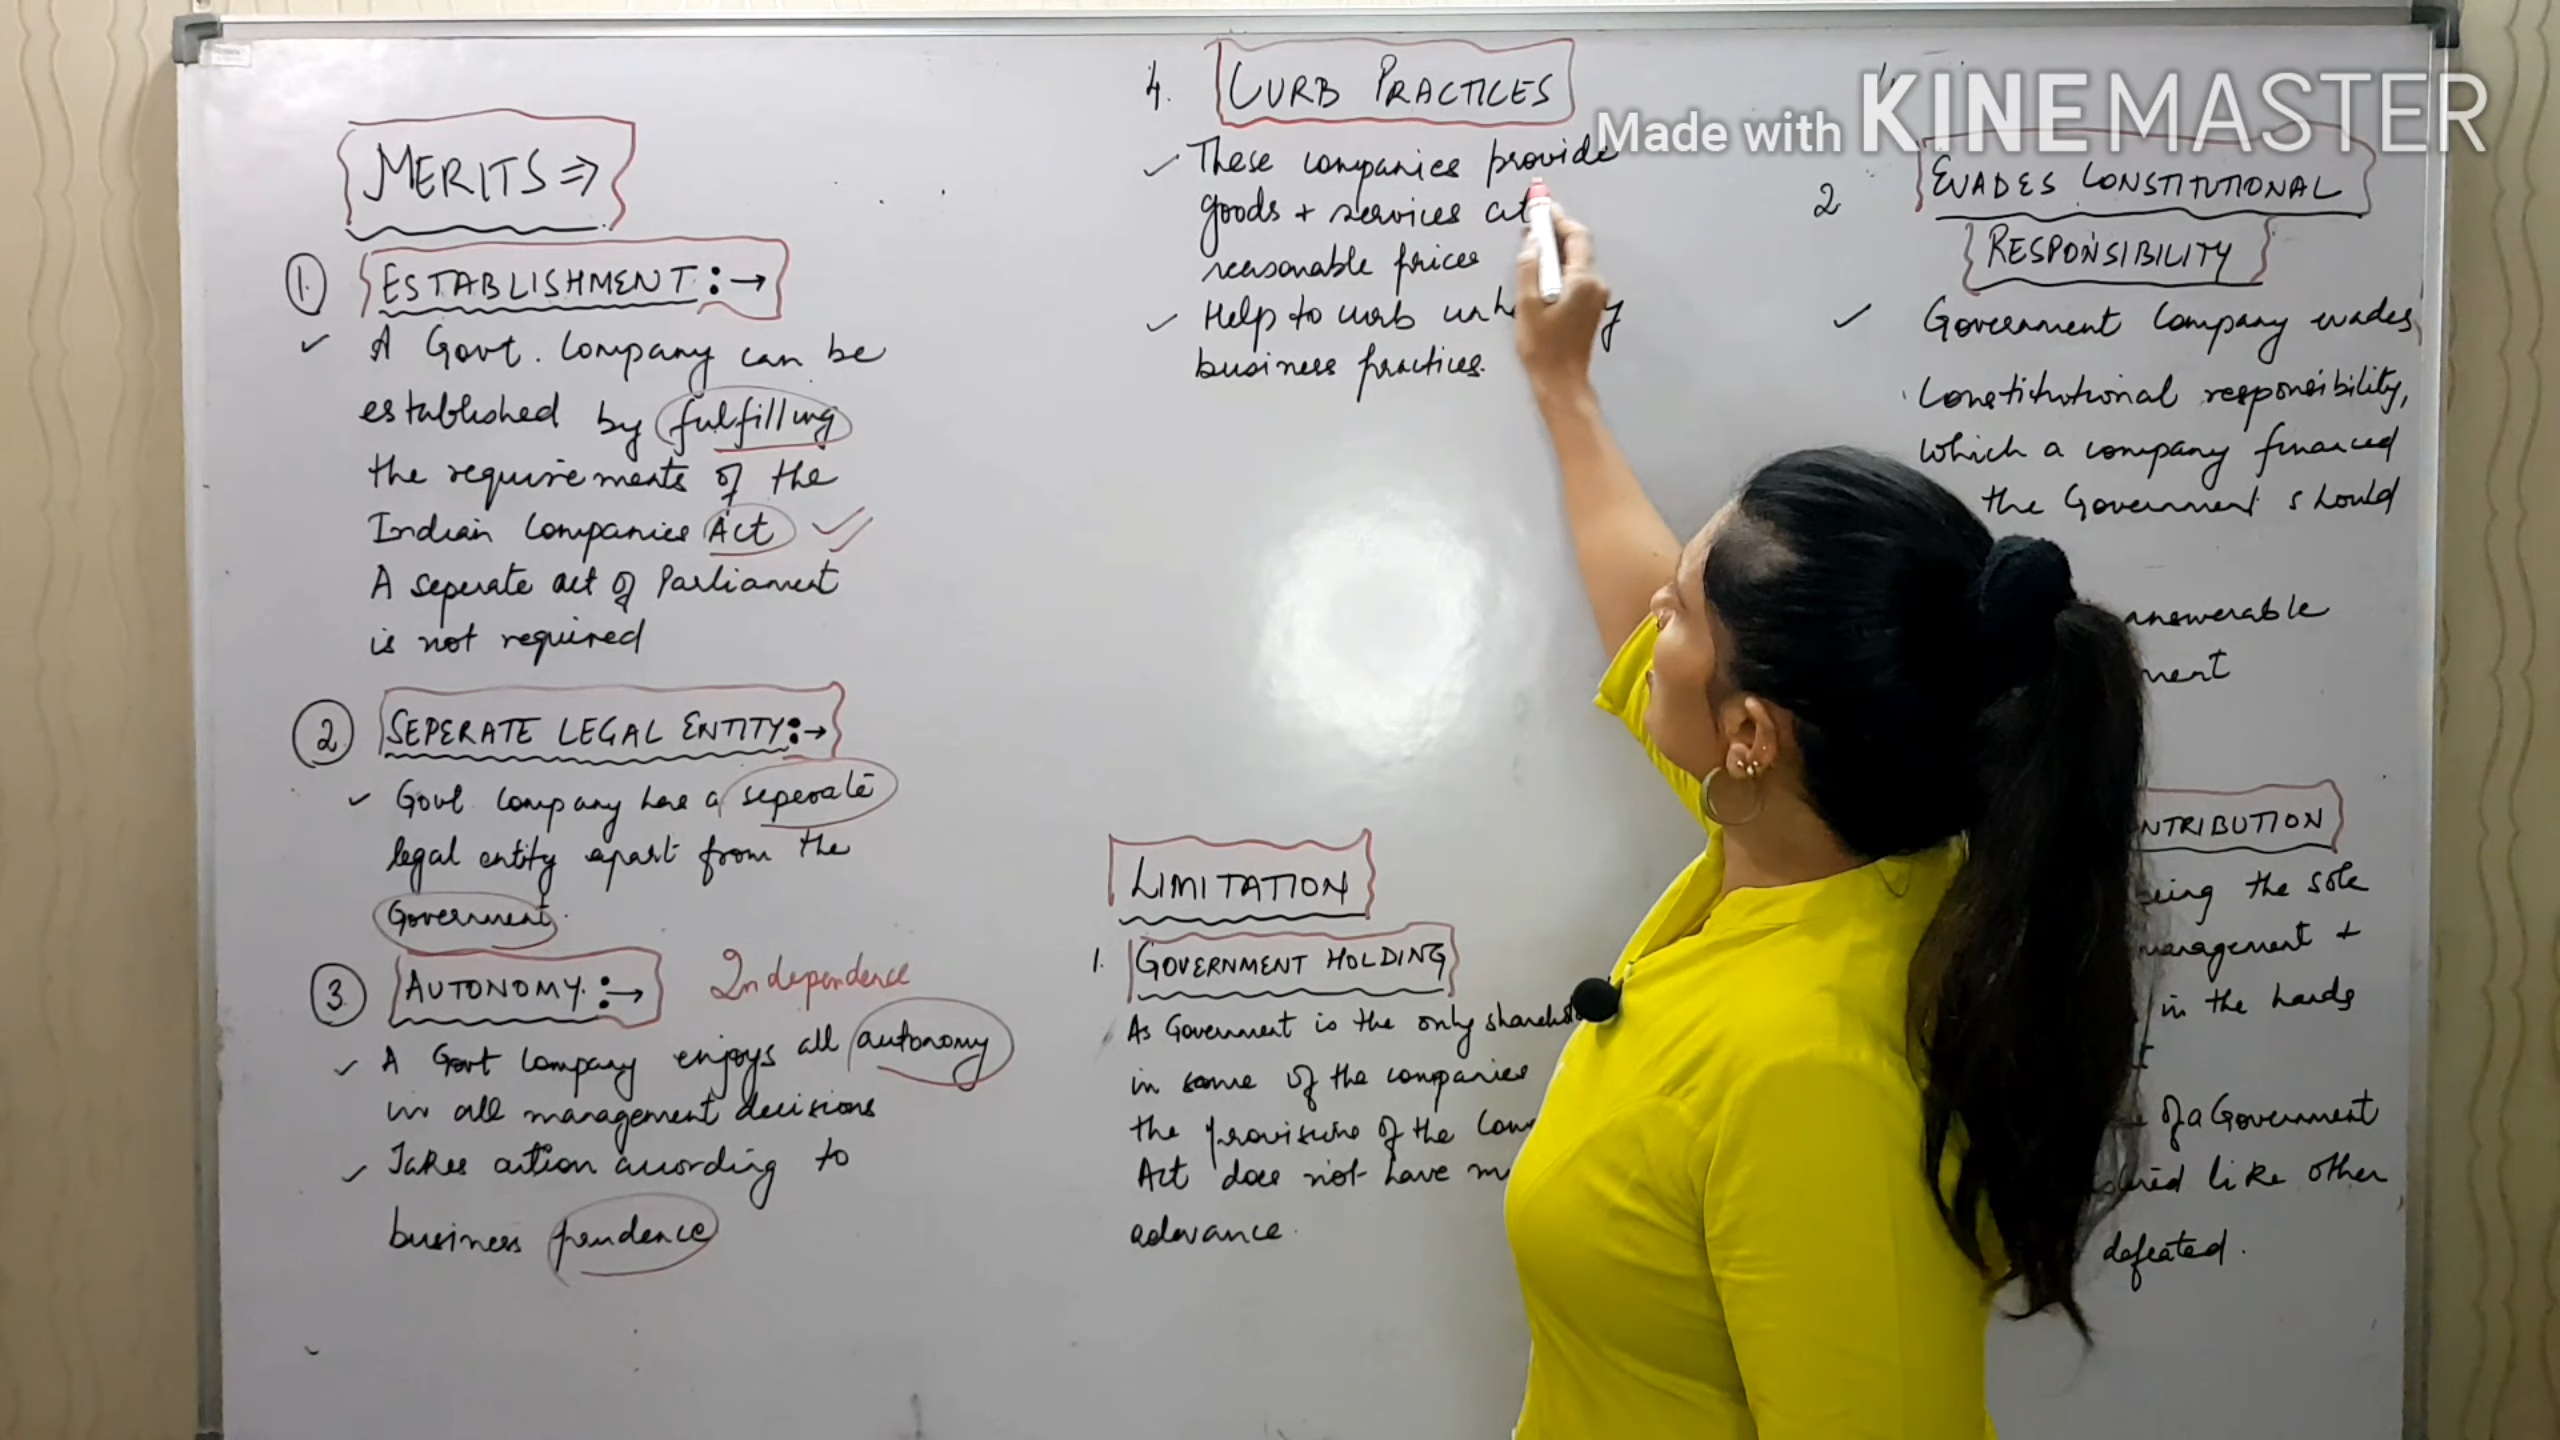 MERITS ⇒
1. ESTABLISHMENT :→
✓ A Govt. Company can be
established by fulfilling
the requirements of the
Indian Companies Act ✓✓
A seperate act of Parliament
is not required
2. SEPERATE LEGAL ENTITY :→
✓ Govt Company has a seperate
legal entity apart from the
Government.
3. AUTONOMY. :→ Independence
✓ A Govt Company enjoys all autonomy
in all management decisions
✓ Takes action according to
business prudence
4. CURB PRACTICES
✓ These companies provide
goods + services at
reasonable prices
✓ Help to curb
business practices.
LIMITATION
1. GOVERNMENT HOLDING
As Government is the only
in some of the companies
the provisions of the
Act does not have
relevance.
Made with KINEMASTER
2 EVADES CONSTITUTIONAL
RESPONSIBILITY
✓ Government Company evades
Constitutional responsibility,
which a company financed
the Government should
answerable
the sole
management +
in the hands
of a Government
like other
defeated.